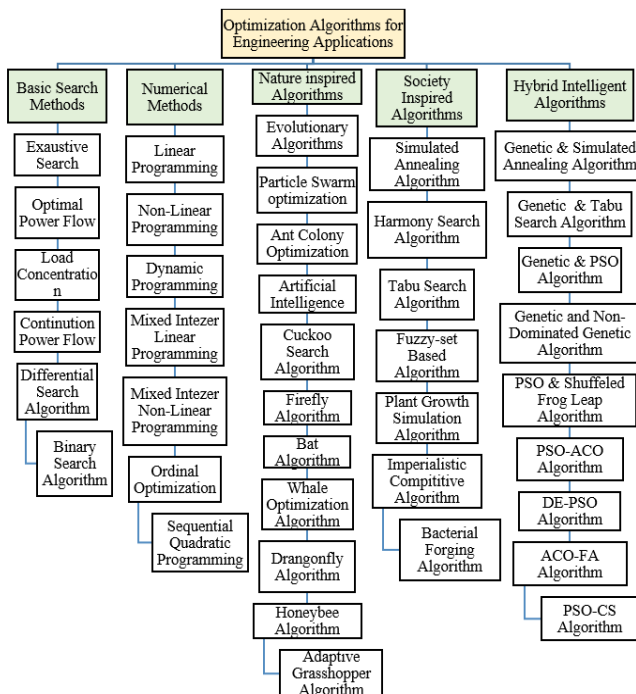 Optimization Algorithms for
Engineering Applications
Basic Search
Methods
Exaustive
Search
Optimal
Power Flow
Load
Concentratio
n
Continution
Power Flow
Differential
Search
Algorithm
Binary
Search
Algorithm
Numerical
Methods
Linear
Programming
Non-Linear
Programming
Dynamic
Programming
Mixed Intezer
Linear
Programming
Mixed Intezer
Non-Linear
Programming
Ordinal
Optimization
Sequential
Quadratic
Programming
Nature inspired
Algorithms
Evolutionary
Algorithms
Particle Swarm
optimization
Ant Colony
Optimization
Artificial
Intelligence
Cuckoo
Search
Algorithm
Firefly
Algorithm
Bat
Algorithm
Whale
Optimization
Algorithm
Drangonfly
Algorithm
Honeybee
Algorithm
Adaptive
Grasshopper
Algorithm
Society
Inspired
Algorithms
Simulated
Annealing
Algorithm
Harmony Search
Algorithm
Tabu Search
Algorithm
Fuzzy-set
Based
Algorithm
Plant Growth
Simulation
Algorithm
Imperialistic
Compititive
Algorithm
Bacterial
Forging
Algorithm
Hybrid Intelligent
Algorithms
Genetic & Simulated
Annealing Algorithm
Genetic & Tabu
Search Algorithm
Genetic & PSO
Algorithm
Genetic and Non-
Dominated Genetic
Algorithm
PSO & Shuffeled
Frog Leap
Algorithm
PSO-ACO
Algorithm
DE-PSO
Algorithm
ACO-FA
Algorithm
PSO-CS
Algorithm